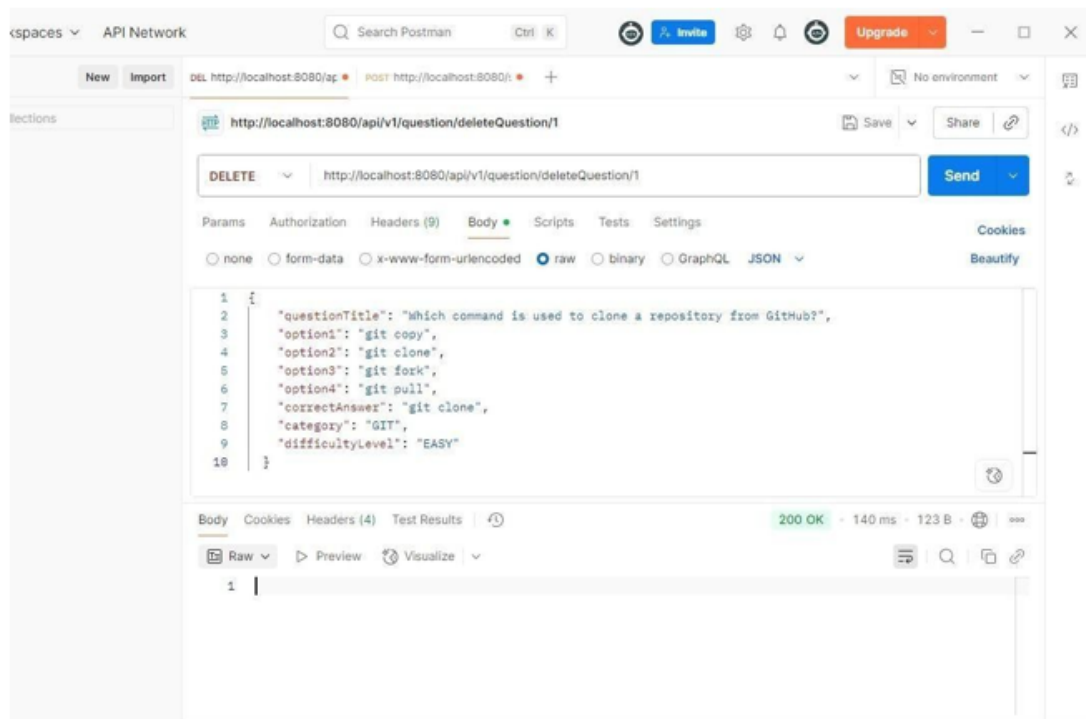 kspaces API Network Search Postman Ctrl K Invite Upgrade
New Import DEL http://localhost:8080/ap POST http://localhost:8080/: + No environment
lections
HTTP http://localhost:8080/api/v1/question/deleteQuestion/1 Save Share
DELETE http://localhost:8080/api/v1/question/deleteQuestion/1 Send
Params Authorization Headers (9) Body Scripts Tests Settings Cookies
none form-data x-www-form-urlencoded raw binary GraphQL JSON Beautify
1 {
2 "questionTitle": "Which command is used to clone a repository from GitHub?",
3 "option1": "git copy",
4 "option2": "git clone",
5 "option3": "git fork",
6 "option4": "git pull",
7 "correctAnswer": "git clone",
8 "category": "GIT",
9 "difficultyLevel": "EASY"
10 }
Body Cookies Headers (4) Test Results 200 OK 140 ms 123 B
Raw Preview Visualize
1